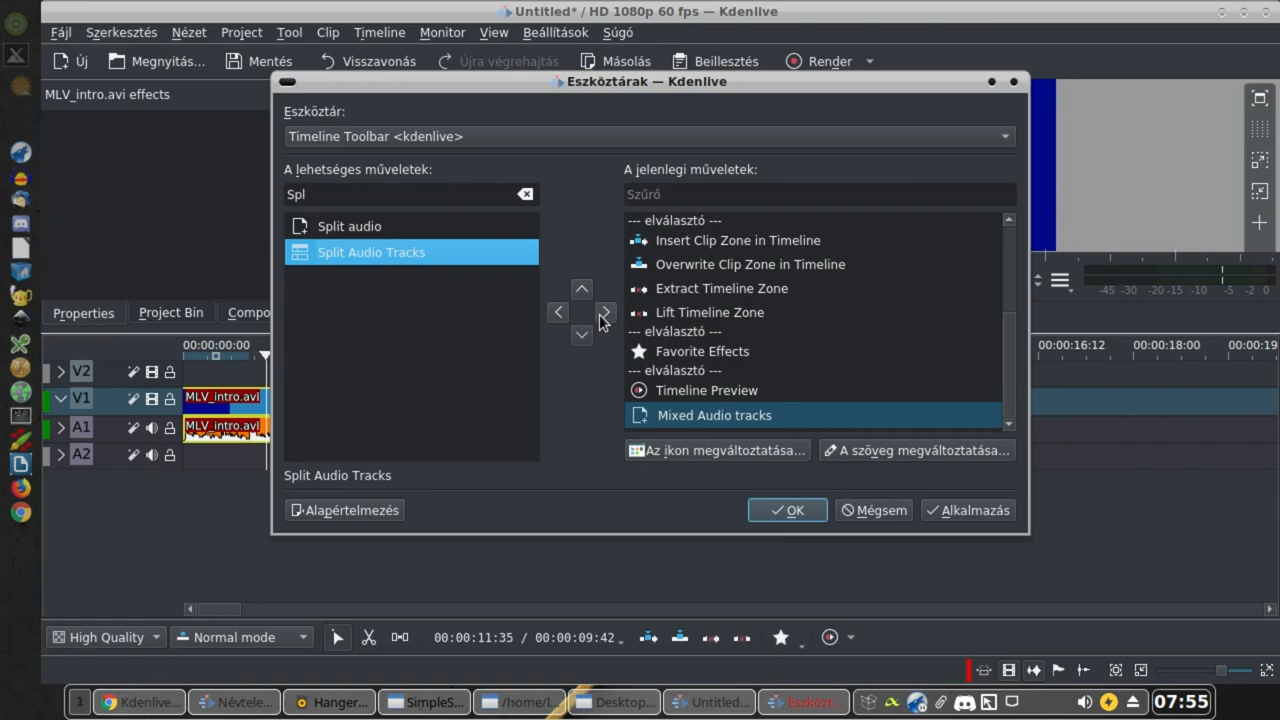 Untitled* / HD 1080p 60 fps — Kdenlive
Fájl Szerkesztés Nézet Project Tool Clip Timeline Monitor View Beállítások Súgó
Új Megnyitás... Mentés Visszavonás Újra végrehajtás Másolás Beillesztés Render
Eszköztárak — Kdenlive
MLV_intro.avi effects
Eszköztár:
Timeline Toolbar <kdenlive>
A lehetséges műveletek: A jelenlegi műveletek:
Spl Szűrő
Split audio
Split Audio Tracks
--- elválasztó ---
Insert Clip Zone in Timeline
Overwrite Clip Zone in Timeline
Extract Timeline Zone
Lift Timeline Zone
--- elválasztó ---
Favorite Effects
--- elválasztó ---
Timeline Preview
Mixed Audio tracks
Az ikon megváltoztatása... A szöveg megváltoztatása...
Split Audio Tracks
Alapértelmezés OK Mégsem Alkalmazás
-45 -30 -20 -15 -10 -5 -2 0
Properties Project Bin Compo
00:00:00:00 00:00:16:12 00:00:18:00 00:00:19
V2
V1 MLV_intro.avi
A1 MLV_intro.avi
A2
High Quality Normal mode 00:00:11:35 / 00:00:09:42
1 Kdenlive... Névtele... Hanger... SimpleS... /home/l... Desktop... Untitled... Eszközt... 07:55